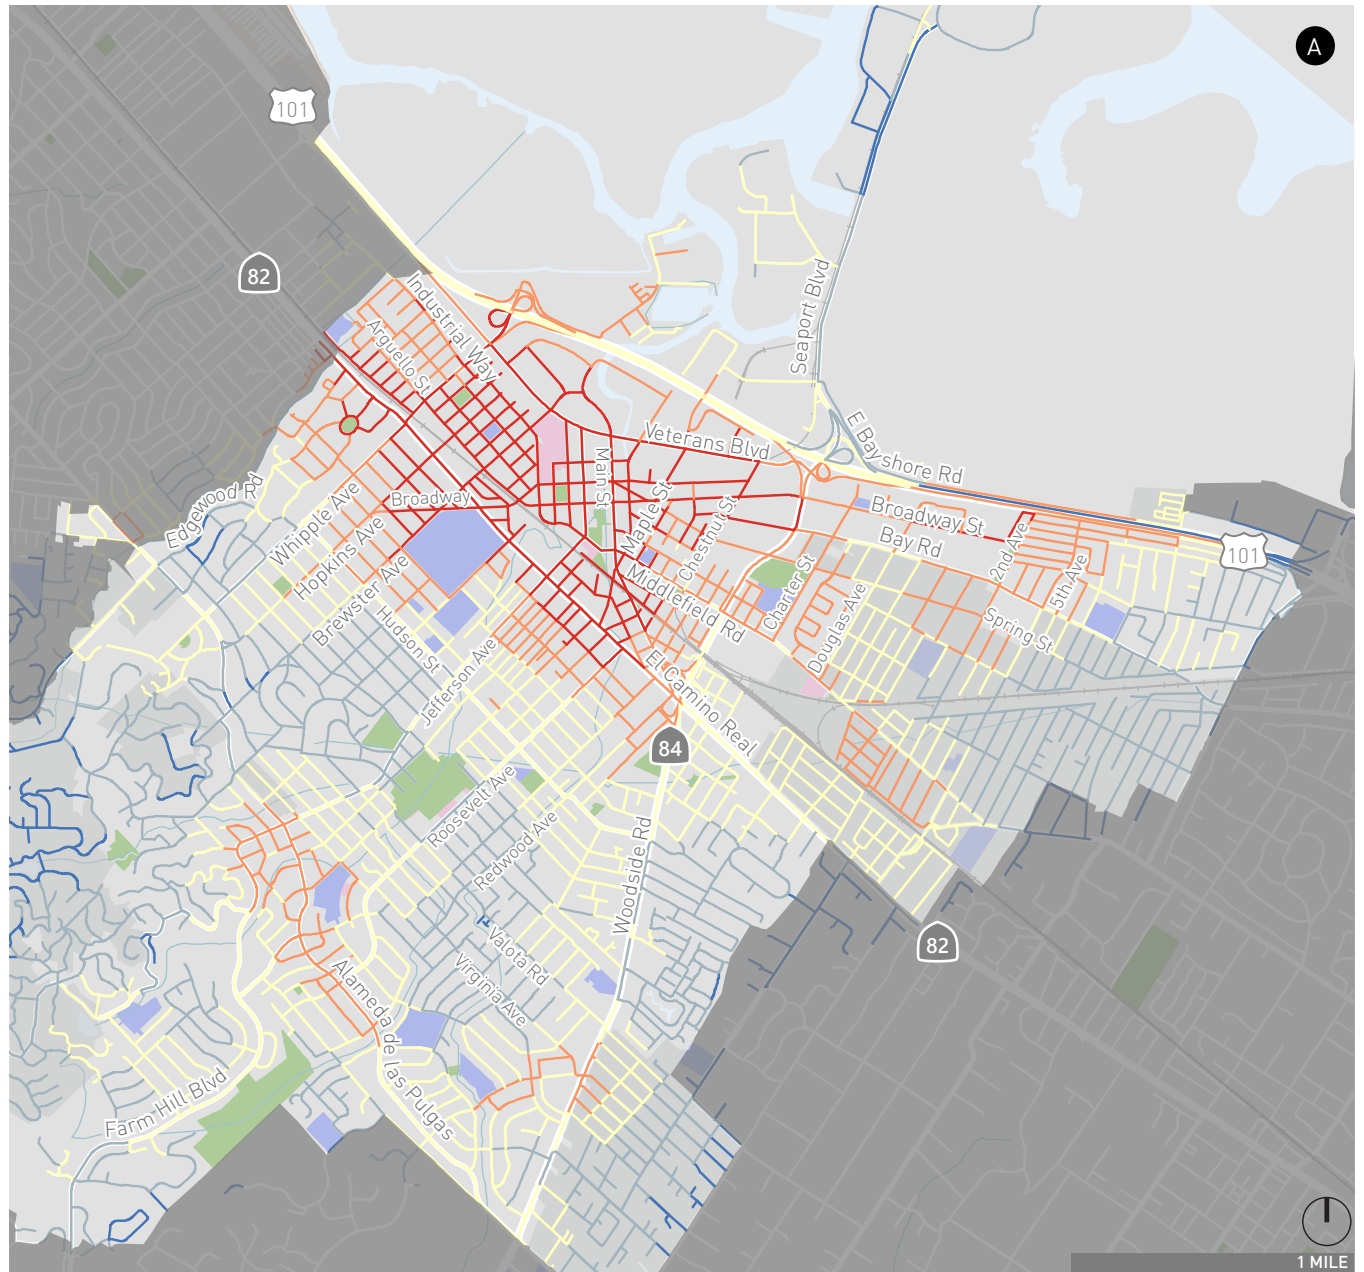 A
101
82
Industrial Way
Arguello St
Seaport Blvd
E Bayshore Rd
Veterans Blvd
Main St
Broadway
Maple St
Chestnut St
Edgewood Rd
Whipple Ave
Hopkins Ave
Brewster Ave
Broadway St
Bay Rd
2nd Ave
5th Ave
101
Middlefield Rd
Charter St
Douglas Ave
Spring St
Hudson St
Jefferson Ave
El Camino Real
84
Roosevelt Ave
Redwood Ave
Woodside Rd
82
Valota Rd
Virginia Ave
Alameda de las Pulgas
Farm Hill Blvd
1 MILE